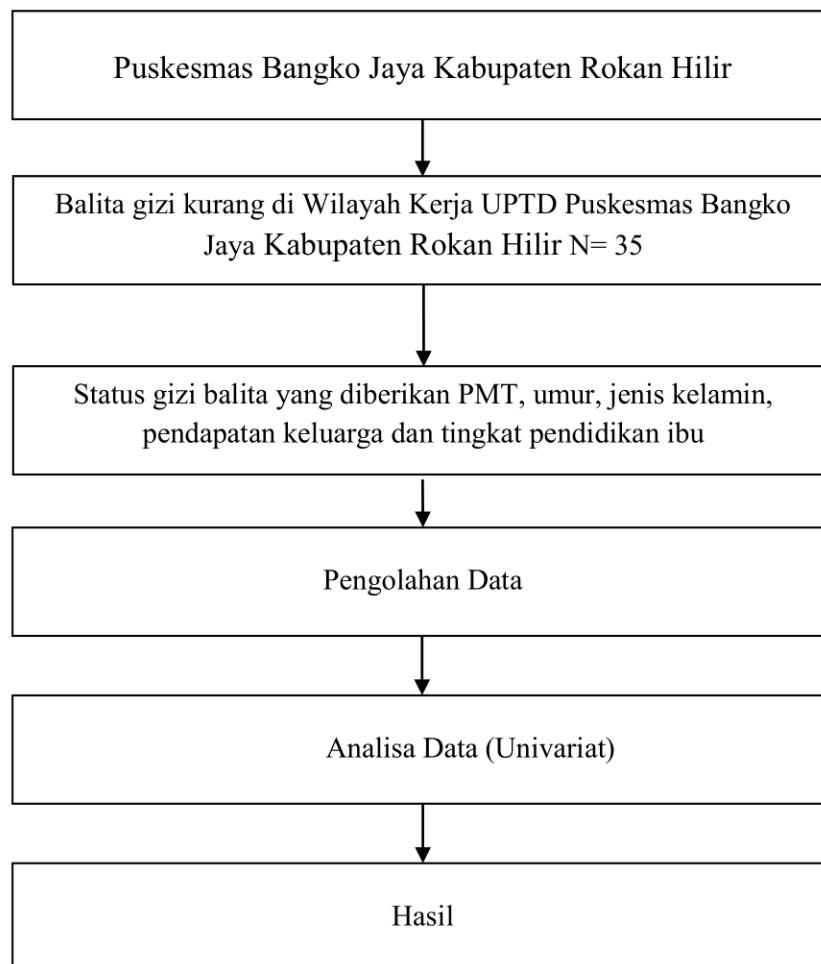 Puskesmas Bangko Jaya Kabupaten Rokan Hilir
Balita gizi kurang di Wilayah Kerja UPTD Puskesmas Bangko
Jaya Kabupaten Rokan Hilir N= 35
Status gizi balita yang diberikan PMT, umur, jenis kelamin,
pendapatan keluarga dan tingkat pendidikan ibu
Pengolahan Data
Analisa Data (Univariat)
Hasil